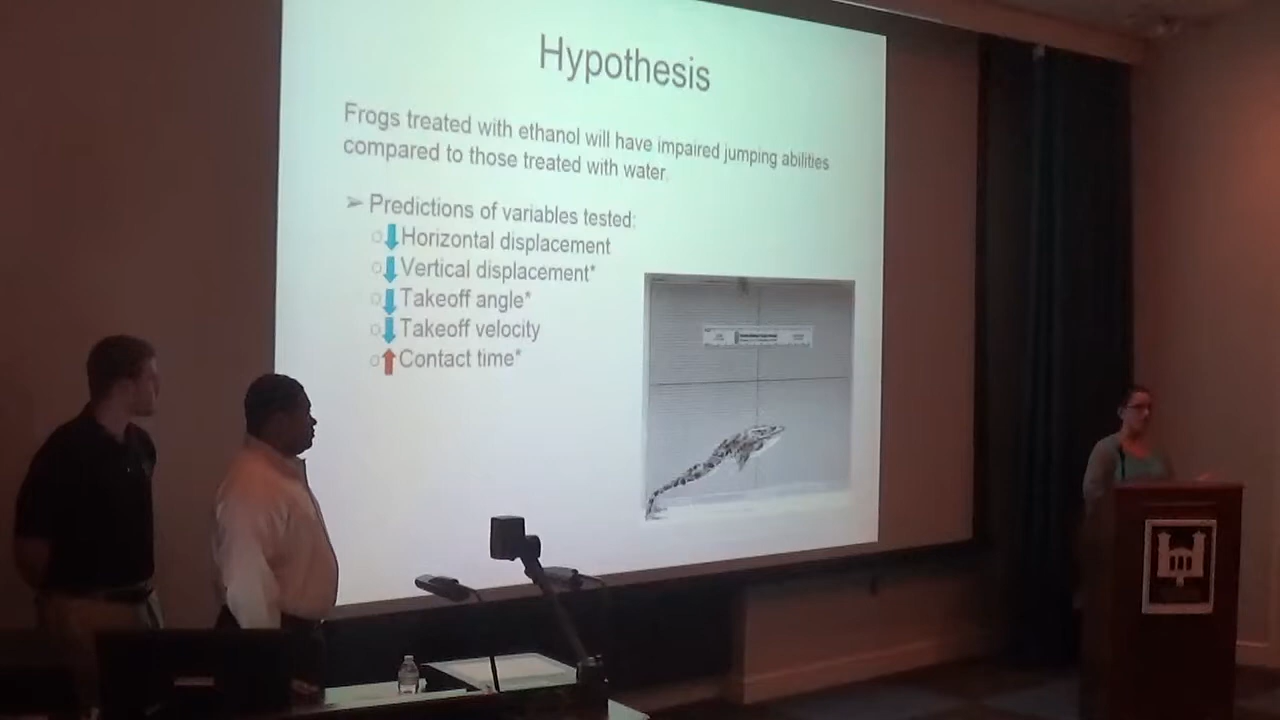 Hypothesis
Frogs treated with ethanol will have impaired jumping abilities
compared to those treated with water.
➢ Predictions of variables tested:
○ ⬇ Horizontal displacement
○ ⬇ Vertical displacement*
○ ⬇ Takeoff angle*
○ ⬇ Takeoff velocity
○ ⬆ Contact time*